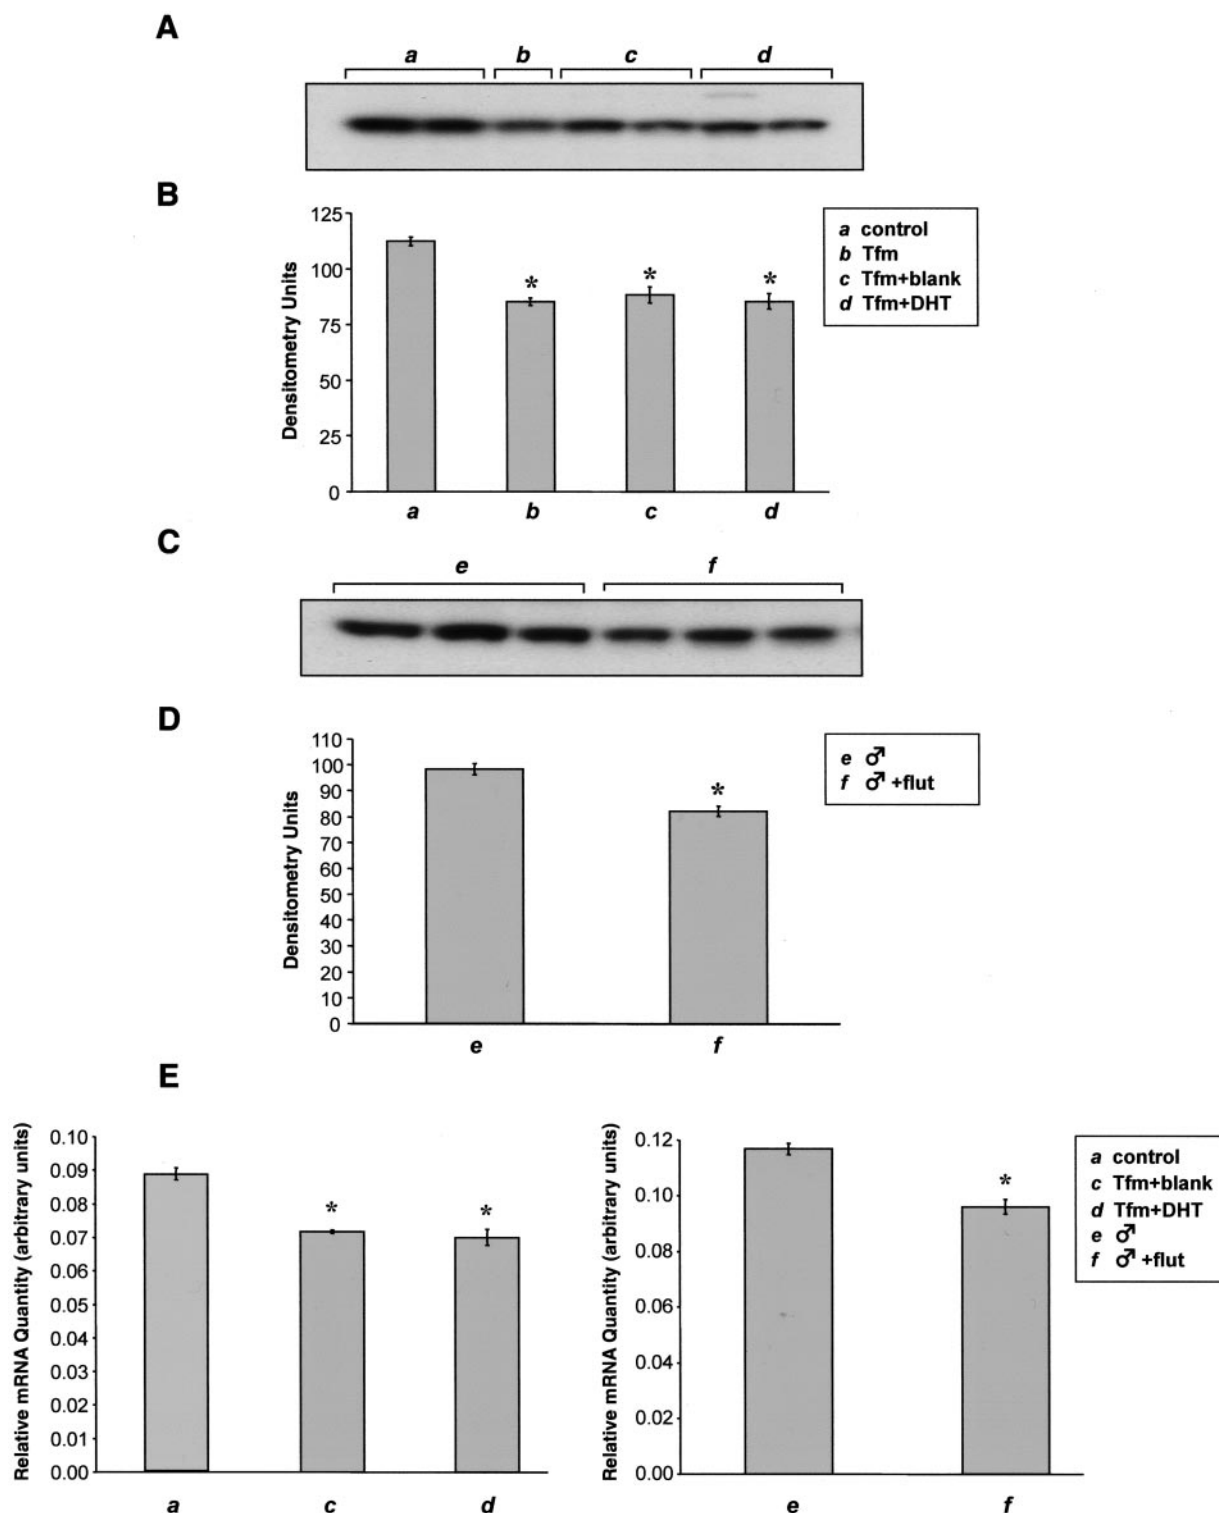 A
a b c d
B
Densitometry Units
125
100
75
50
25
0
* * *
a b c d
a control
b Tfm
c Tfm+blank
d Tfm+DHT
C
e f
D
Densitometry Units
110
100
90
80
70
60
50
40
30
20
10
0
*
e f
e ♂
f ♂ +flut
E
Relative mRNA Quantity (arbitrary units)
0.10
0.09
0.08
0.07
0.06
0.05
0.04
0.03
0.02
0.01
0.00
* *
a c d
Relative mRNA Quantity (arbitrary units)
0.12
0.10
0.08
0.06
0.04
0.02
0.00
*
e f
a control
c Tfm+blank
d Tfm+DHT
e ♂
f ♂ +flut